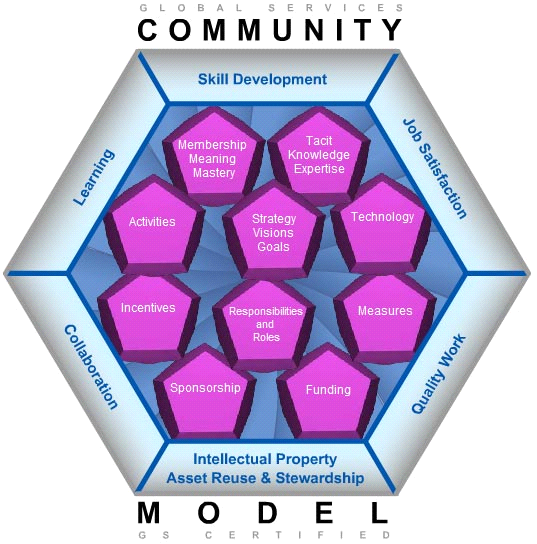 GLOBAL SERVICES
COMMUNITY
Skill Development
Learning
Job Satisfaction
Membership
Meaning
Mastery
Tacit
Knowledge
Expertise
Activities
Strategy
Visions
Goals
Technology
Incentives
Responsibilities
and
Roles
Measures
Sponsorship
Funding
Collaboration
Quality Work
Intellectual Property
Asset Reuse & Stewardship
MODEL
GS CERTIFIED